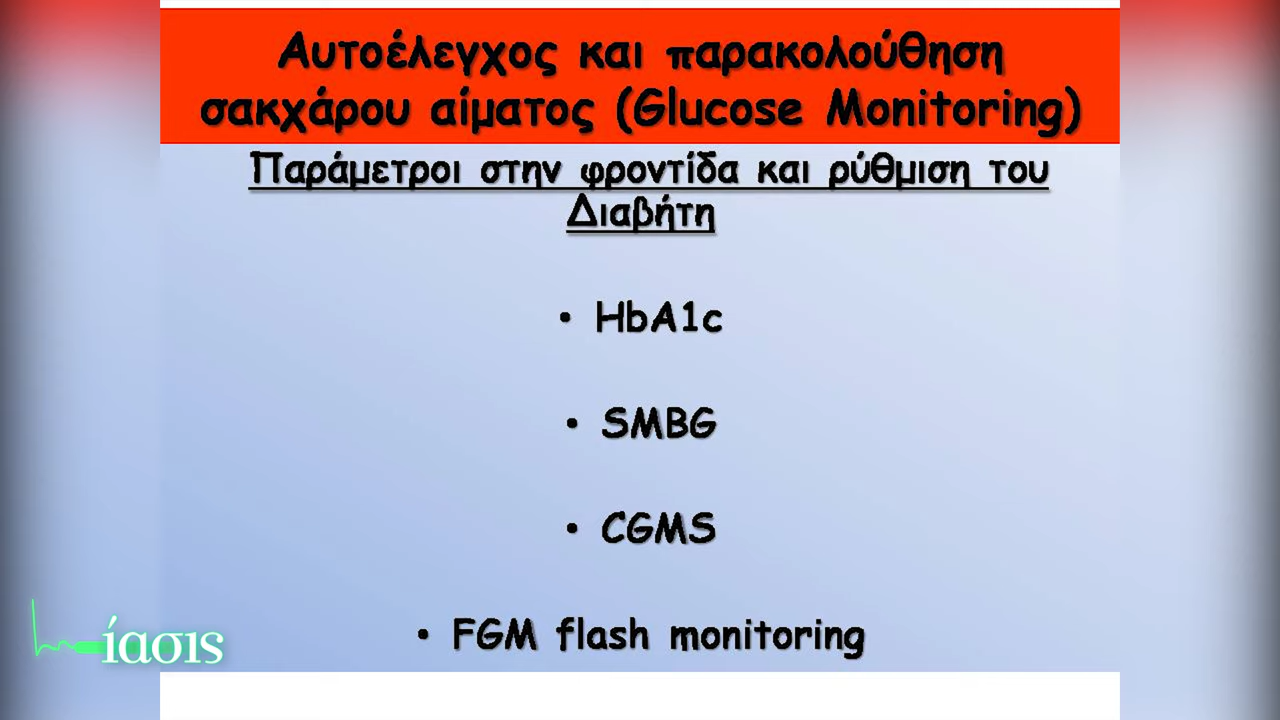 Αυτοέλεγχος και παρακολούθηση
σακχάρου αίματος (Glucose Monitoring)
Παράμετροι στην φροντίδα και ρύθμιση του
Διαβήτη
• HbA1c
• SMBG
• CGMS
• FGM flash monitoring
ίασις